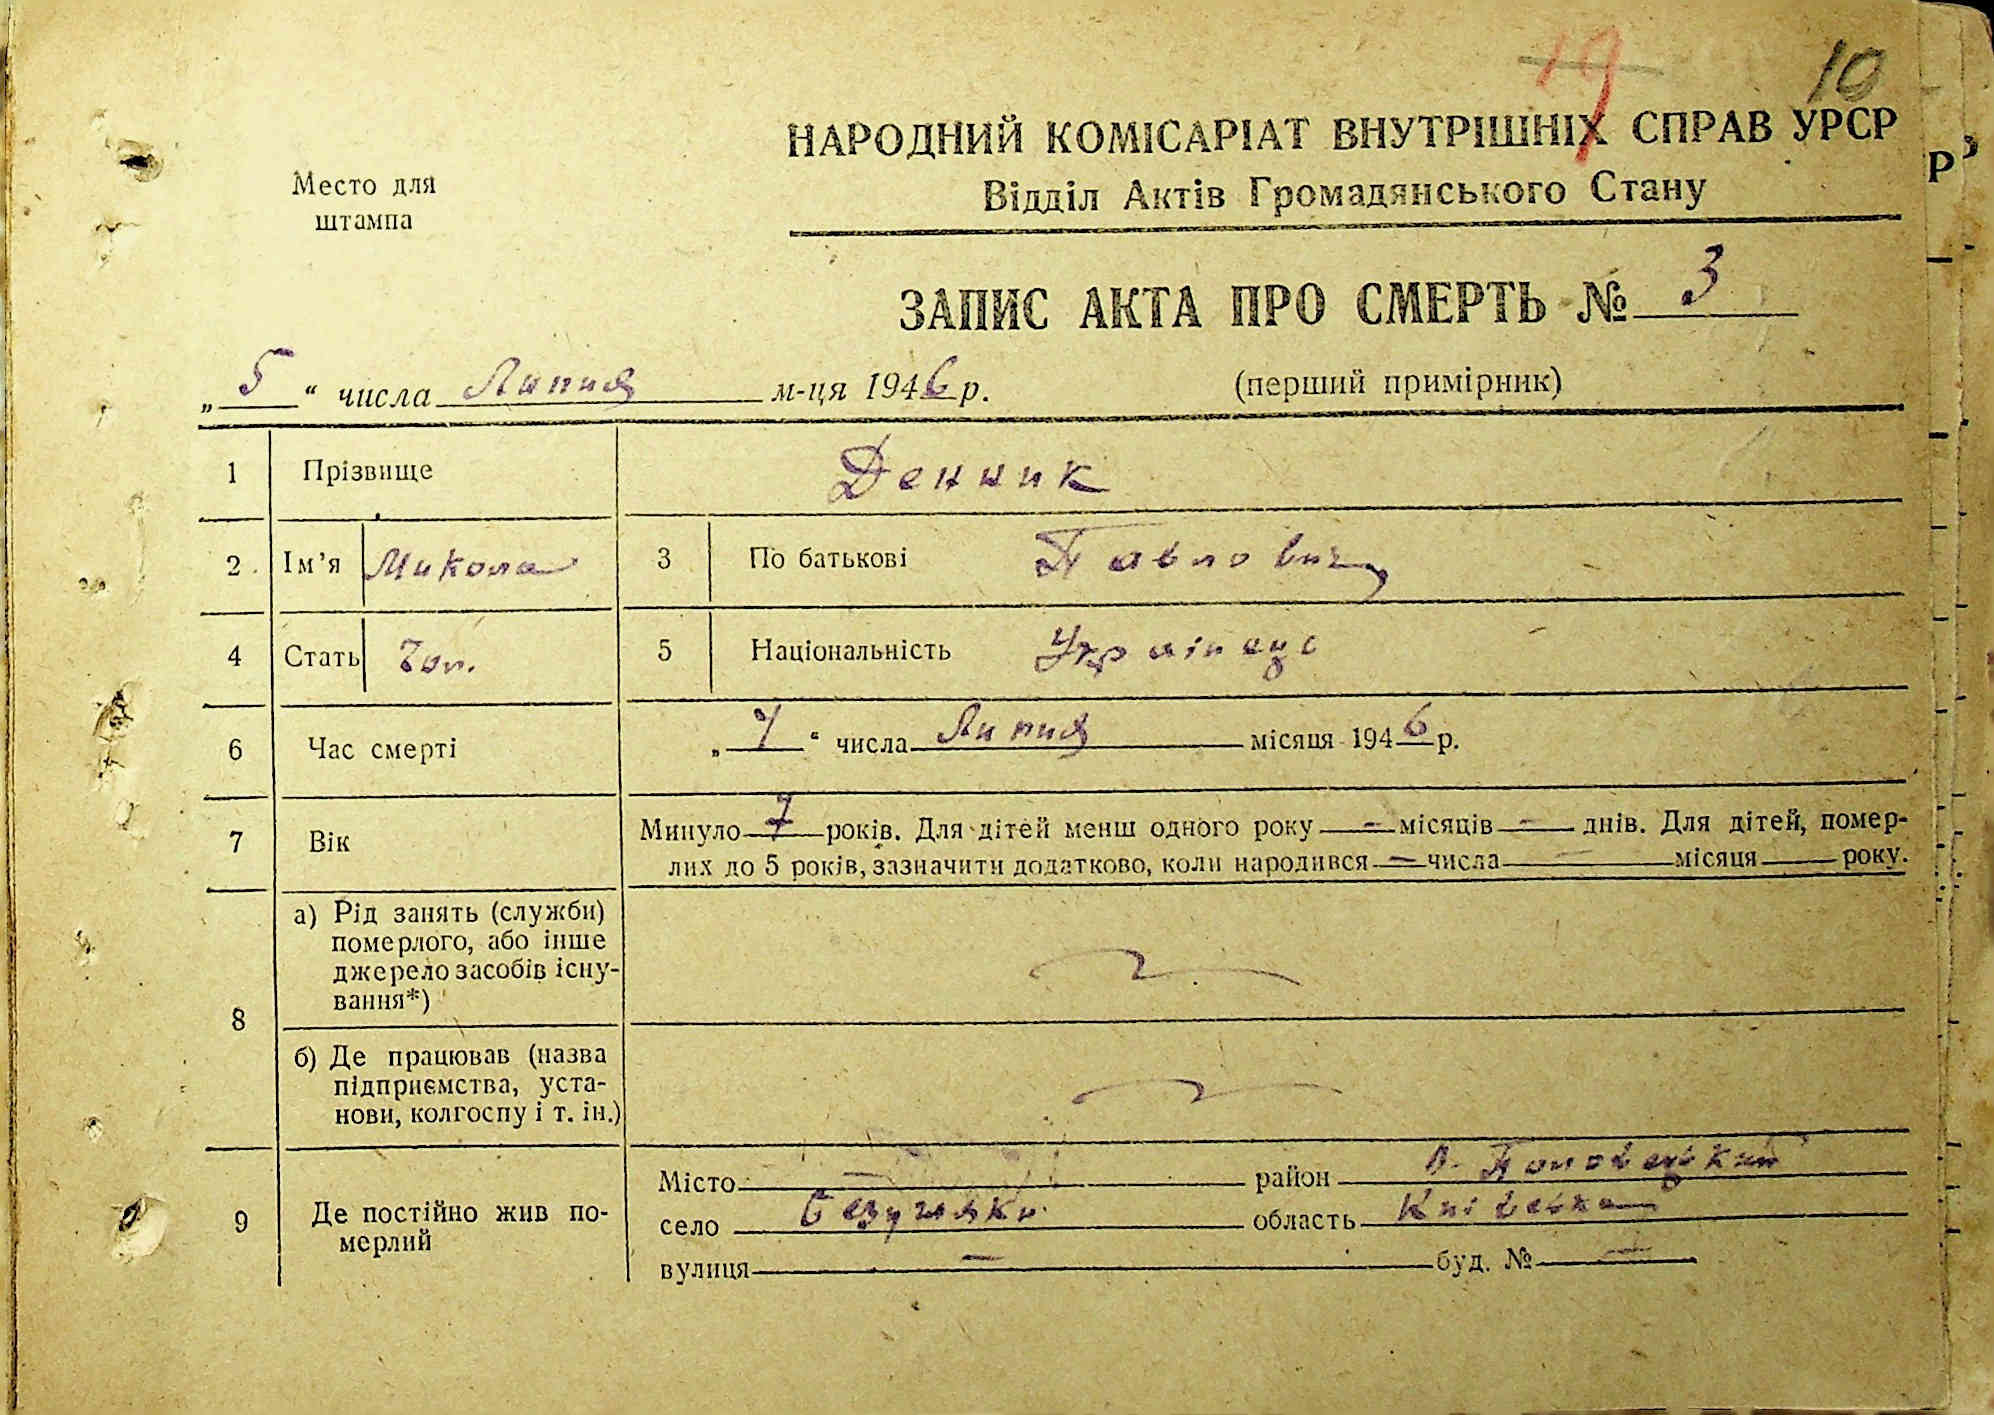 19 10
НАРОДНИЙ КОМІСАРІАТ ВНУТРІШНІХ СПРАВ УРСР
Відділ Актів Громадянського Стану
Место для
штампа
ЗАПИС АКТА ПРО СМЕРТЬ № 3
„5“ числа Липня м-ця 1946 р. (перший примірник)
1 Прізвище Денник
2 Ім’я Микола 3 По батькові Павлович
4 Стать Чол. 5 Національність Українець
6 Час смерті „4“ числа Липня місяця 1946 р.
7 Вік Минуло 7 років. Для дітей менш одного року — місяців — днів. Для дітей, помер-
лих до 5 років, зазначити додатково, коли народився — числа — місяця року.
8 а) Рід занять (служби)
померлого, або інше
джерело засобів існу-
вання*)
б) Де працював (назва
підприємства, уста-
нови, колгоспу і т. ін.)
9 Де постійно жив по-
мерлий
Місто — район В. Половецький
село Безугляки область Київська
вулиця — буд. № —
Р